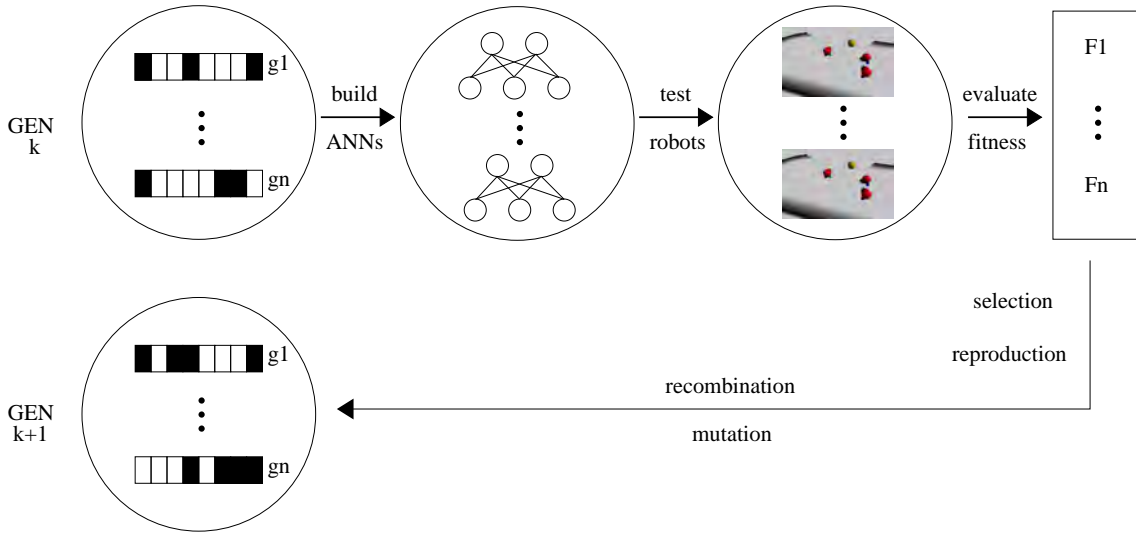 g1
build
test
evaluate
F1
GEN
k
ANNs
robots
fitness
gn
Fn
selection
reproduction
g1
recombination
GEN
k+1
mutation
gn